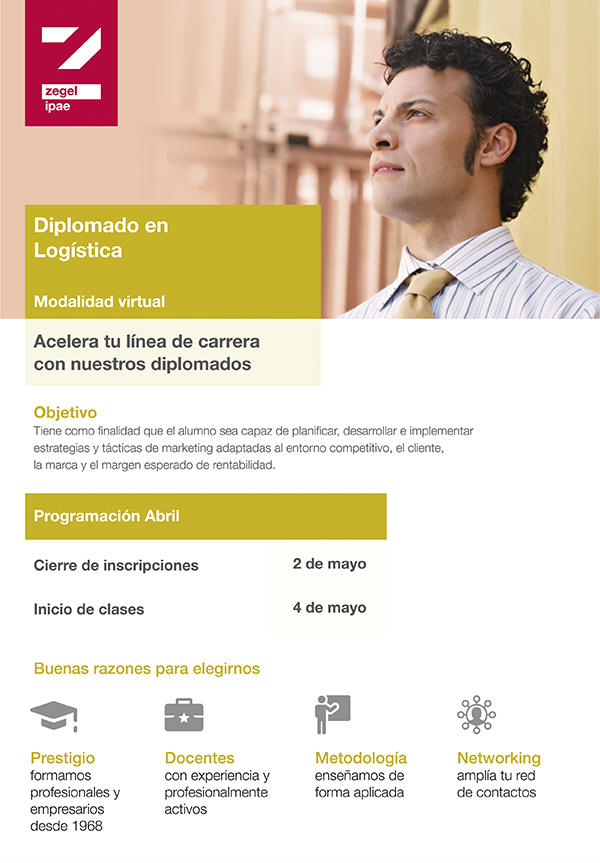 zegel
ipae
Diplomado en
Logística
Modalidad virtual
Acelera tu línea de carrera
con nuestros diplomados
Objetivo
Tiene como finalidad que el alumno sea capaz de planificar, desarrollar e implementar
estrategias y tácticas de marketing adaptadas al entorno competitivo, el cliente,
la marca y el margen esperado de rentabilidad.
Programación Abril
Cierre de inscripciones 2 de mayo
Inicio de clases 4 de mayo
Buenas razones para elegirnos
Prestigio
formamos
profesionales y
empresarios
desde 1968
Docentes
con experiencia y
profesionalmente
activos
Metodología
enseñamos de
forma aplicada
Networking
amplía tu red
de contactos